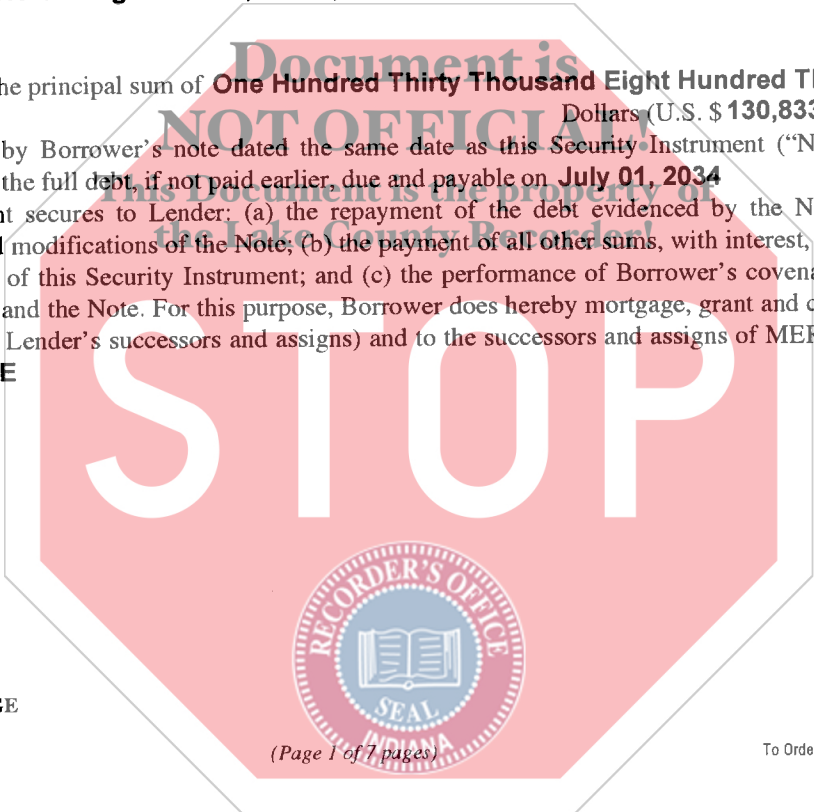 Document is
he principal sum of One Hundred Thirty Thousand Eight Hundred
Dollars (U.S. $ 130,833
NOT OFFICIAL!
by Borrower's note dated the same date as this Security Instrument ("N
the full debt, if not paid earlier, due and payable on July 01, 2034
This Document is the property of
nt secures to Lender: (a) the repayment of the debt evidenced by the N
the Lake County Recorder!
modifications of the Note; (b) the payment of all other sums, with interest,
of this Security Instrument; and (c) the performance of Borrower's covena
and the Note. For this purpose, Borrower does hereby mortgage, grant and c
Lender's successors and assigns) and to the successors and assigns of MER
E
STOP
RECORDER'S OFFICE
SEAL
INDIANA
GE
(Page 1 of 7 pages)
To Orde